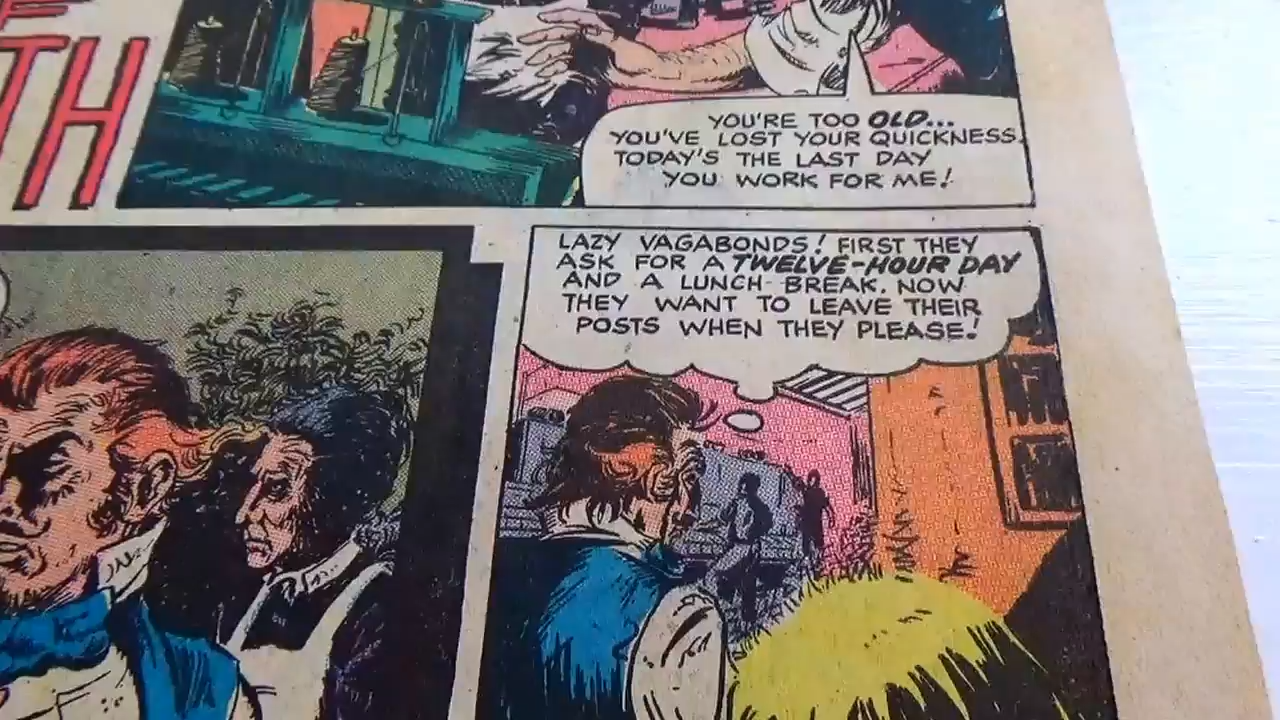 TH
YOU'RE TOO OLD...
YOU'VE LOST YOUR QUICKNESS.
TODAY'S THE LAST DAY
YOU WORK FOR ME!
LAZY VAGABONDS! FIRST THEY
ASK FOR A TWELVE-HOUR DAY
AND A LUNCH BREAK. NOW
THEY WANT TO LEAVE THEIR
POSTS WHEN THEY PLEASE!